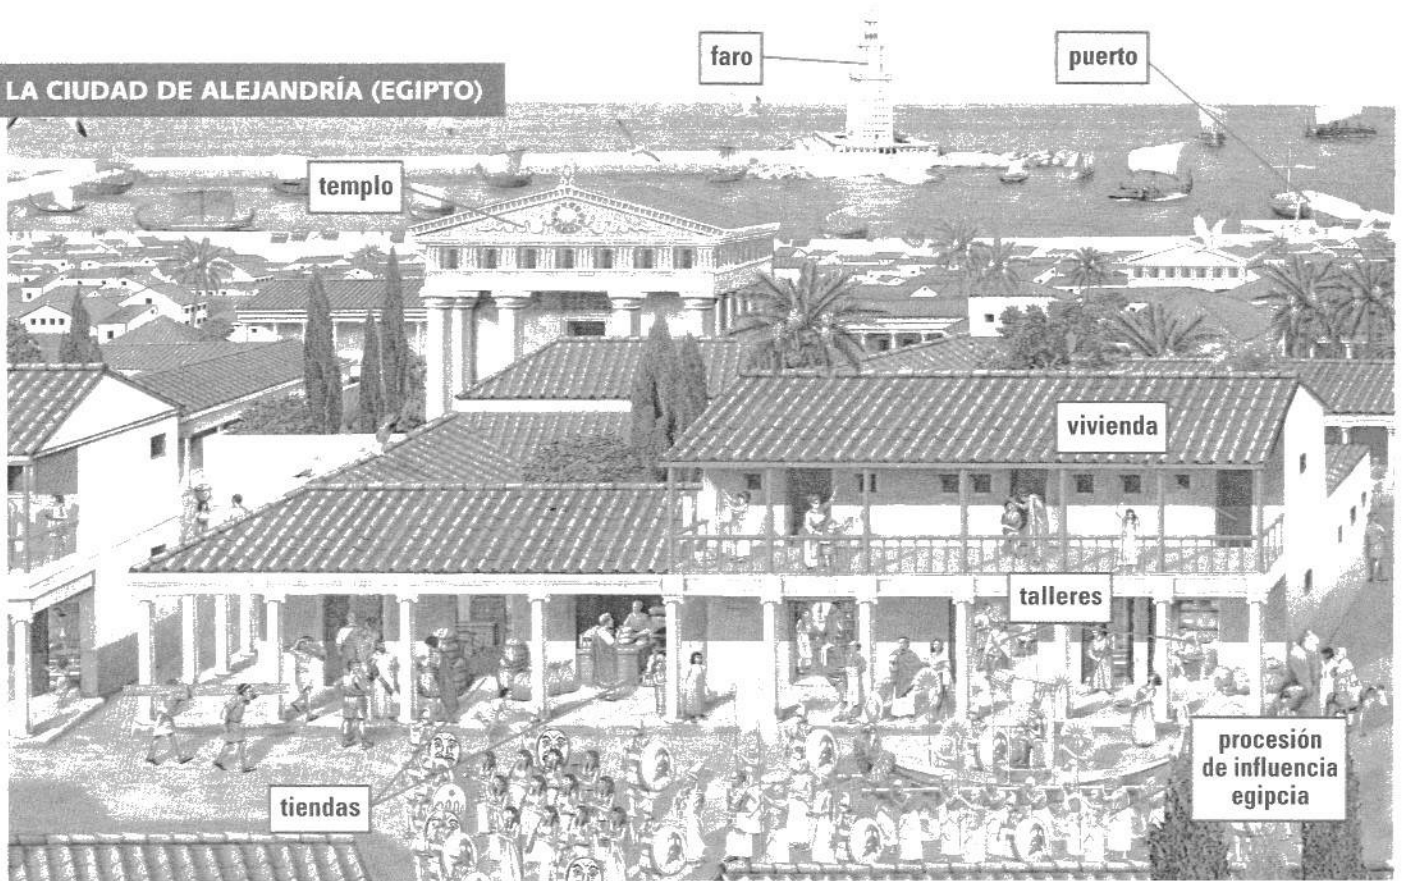 faro
puerto
LA CIUDAD DE ALEJANDRÍA (EGIPTO)
templo
vivienda
talleres
procesión
de influencia
egipcia
tiendas